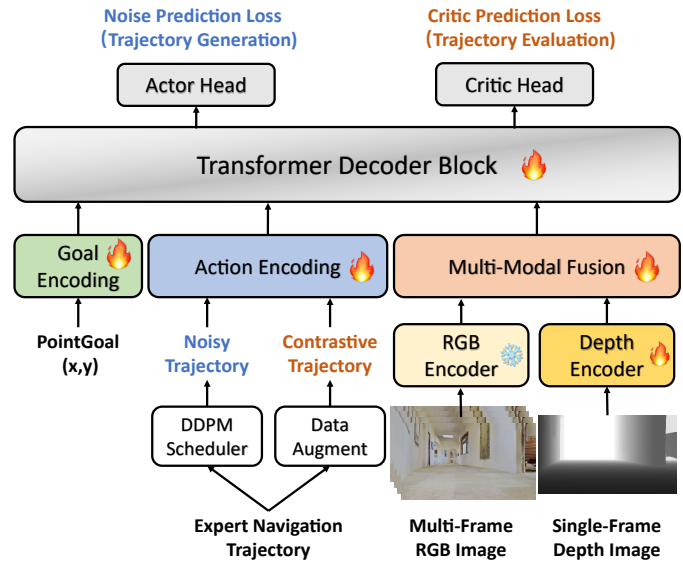 Noise Prediction Loss
(Trajectory Generation)
Critic Prediction Loss
(Trajectory Evaluation)
Actor Head
Critic Head
Transformer Decoder Block
Goal
Encoding
Action Encoding
Multi-Modal Fusion
PointGoal
(x,y)
Noisy
Trajectory
Contrastive
Trajectory
RGB
Encoder
Depth
Encoder
DDPM
Scheduler
Data
Augment
Expert Navigation
Trajectory
Multi-Frame
RGB Image
Single-Frame
Depth Image